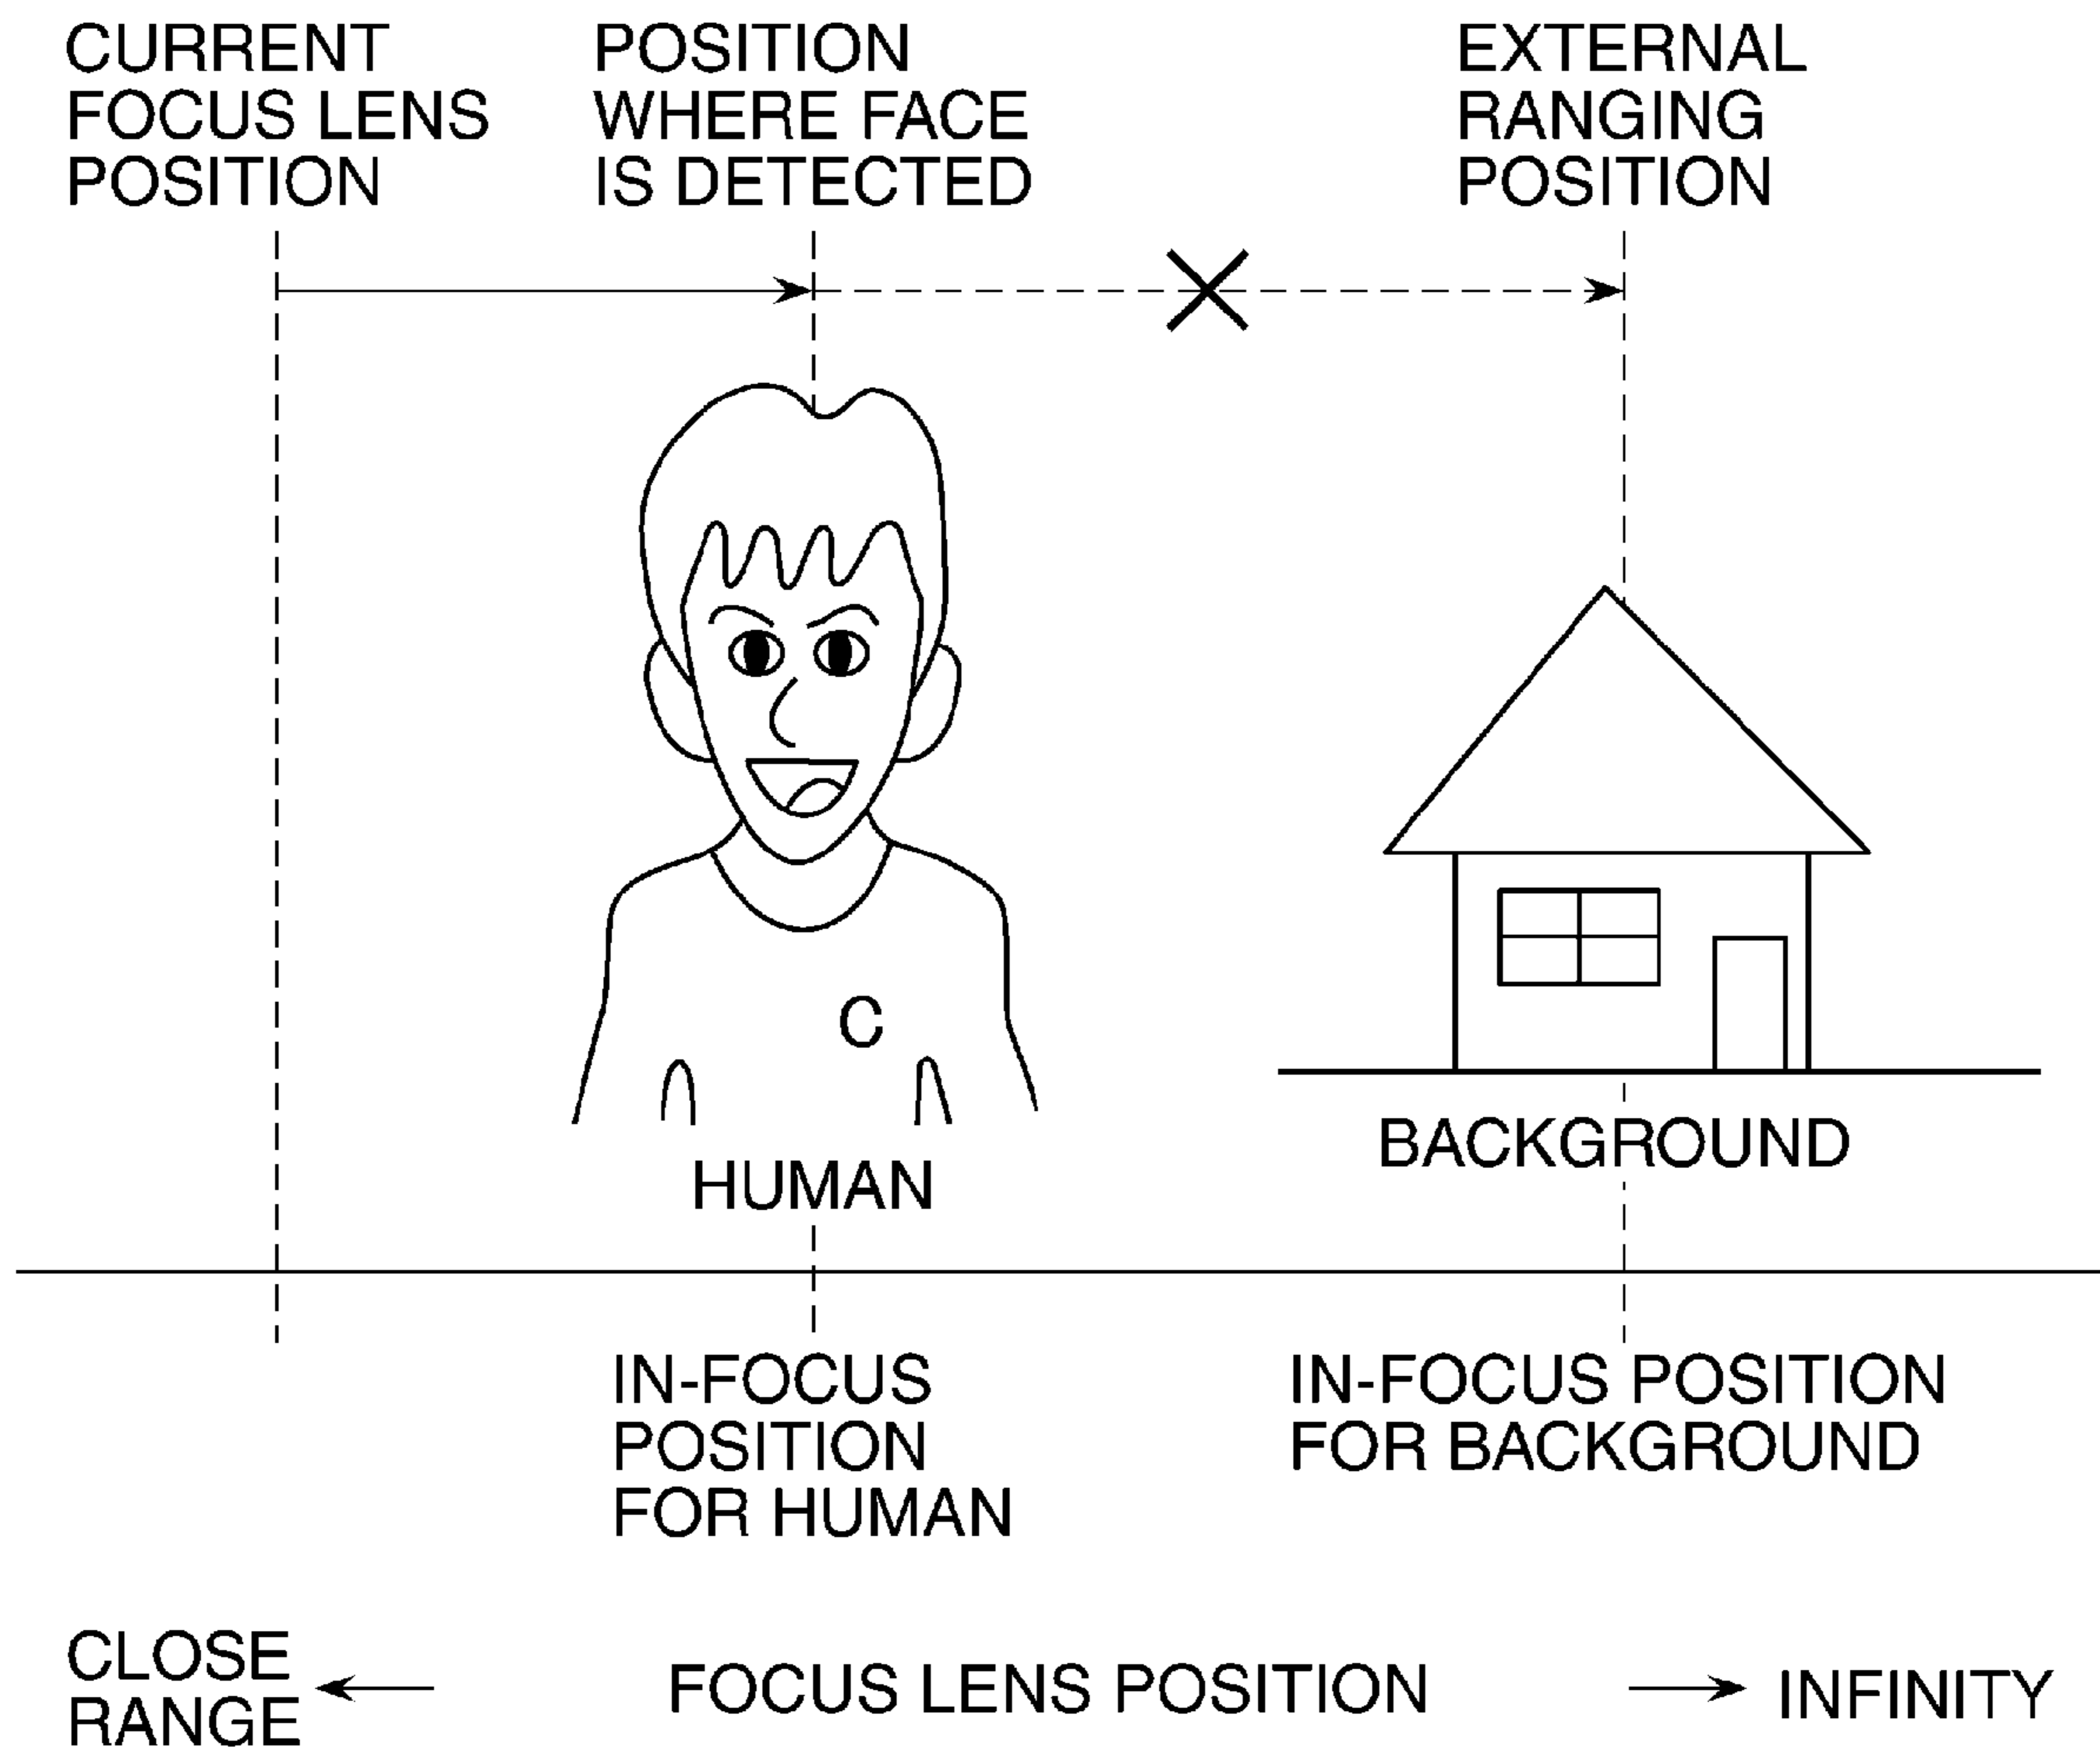 CURRENT
FOCUS LENS
POSITION
POSITION
WHERE FACE
IS DETECTED
EXTERNAL
RANGING
POSITION
C
HUMAN
BACKGROUND
IN-FOCUS
POSITION
FOR HUMAN
IN-FOCUS POSITION
FOR BACKGROUND
CLOSE
RANGE
FOCUS LENS POSITION
INFINITY